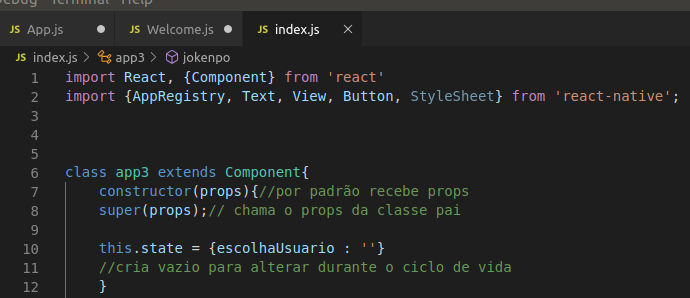 Debug Terminal Help
JS App.js JS Welcome.js JS index.js
JS index.js > app3 > jokenpo
1 import React, {Component} from 'react'
2 import {AppRegistry, Text, View, Button, StyleSheet} from 'react-native';
3
4
5
6 class app3 extends Component{
7 constructor(props){//por padrão recebe props
8 super(props);// chama o props da classe pai
9
10 this.state = {escolhaUsuario : ''}
11 //cria vazio para alterar durante o ciclo de vida
12 }